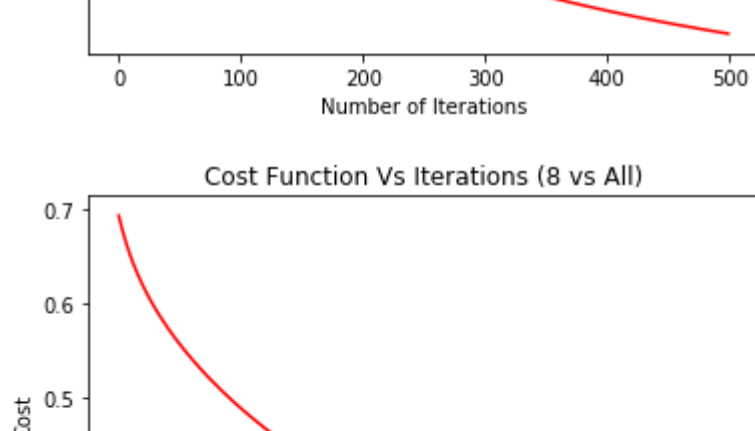 0 100 200 300 400 500
Number of Iterations
Cost Function Vs Iterations (8 vs All)
0.7
0.6
0.5
Cost